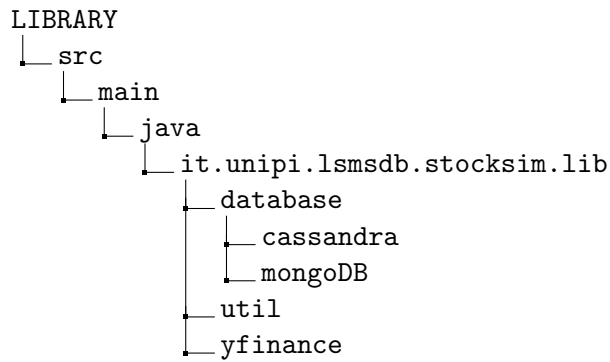 LIBRARY
src
main
java
it.unipi.lsmsdb.stocksim.lib
database
cassandra
mongoDB
util
yfinance